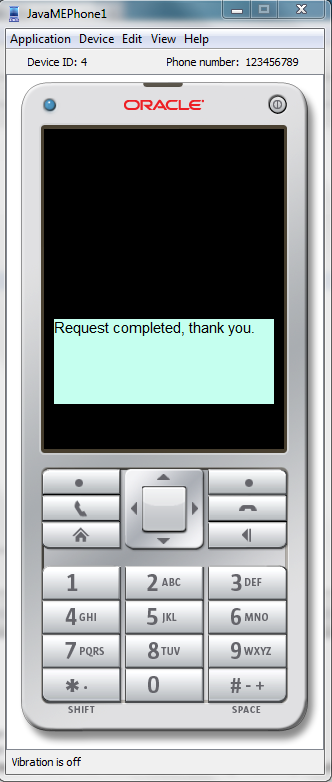 JavaMEPhone1
Application Device Edit View Help
Device ID: 4 Phone number: 123456789
ORACLE
Request completed, thank you.
1 2 ABC 3 DEF
4 GHI 5 JKL 6 MNO
7 PQRS 8 TUV 9 WXYZ
* . 0 # - +
SHIFT SPACE
Vibration is off